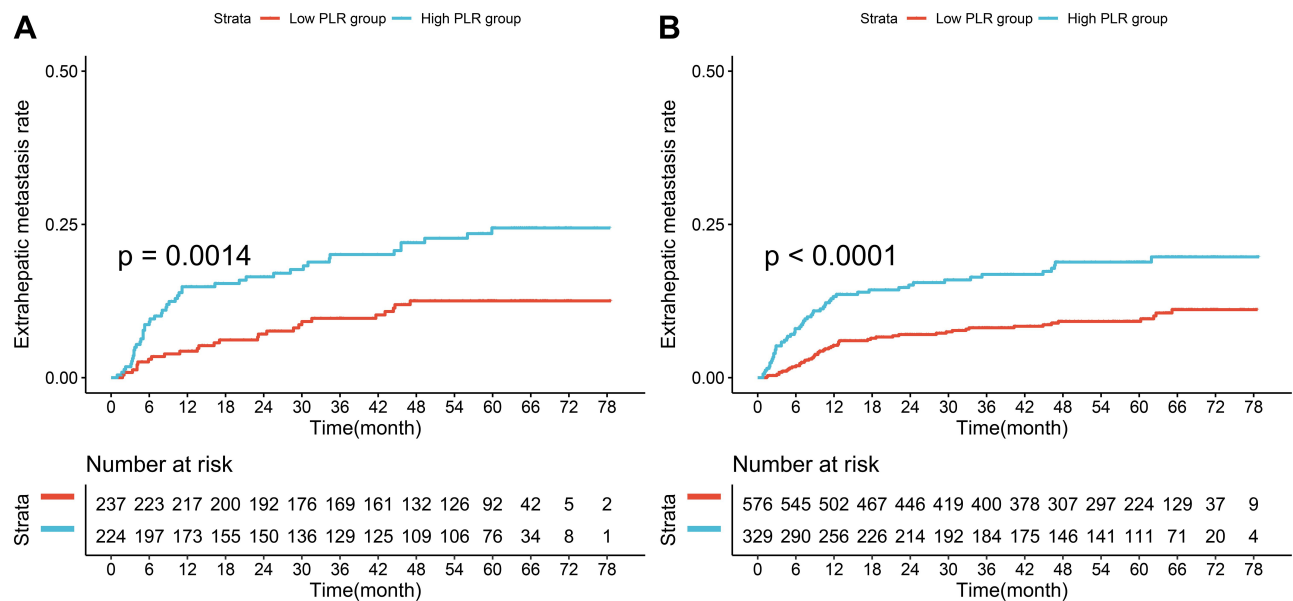 A
Strata Low PLR group High PLR group
Extrahepatic metastasis rate
0.50
0.25
0.00
p = 0.0014
0 6 12 18 24 30 36 42 48 54 60 66 72 78
Time(month)
Number at risk
Strata
237 223 217 200 192 176 169 161 132 126 92 42 5 2
224 197 173 155 150 136 129 125 109 106 76 34 8 1
0 6 12 18 24 30 36 42 48 54 60 66 72 78
Time(month)
B
Strata Low PLR group High PLR group
Extrahepatic metastasis rate
0.50
0.25
0.00
p < 0.0001
0 6 12 18 24 30 36 42 48 54 60 66 72 78
Time(month)
Number at risk
Strata
576 545 502 467 446 419 400 378 307 297 224 129 37 9
329 290 256 226 214 192 184 175 146 141 111 71 20 4
0 6 12 18 24 30 36 42 48 54 60 66 72 78
Time(month)